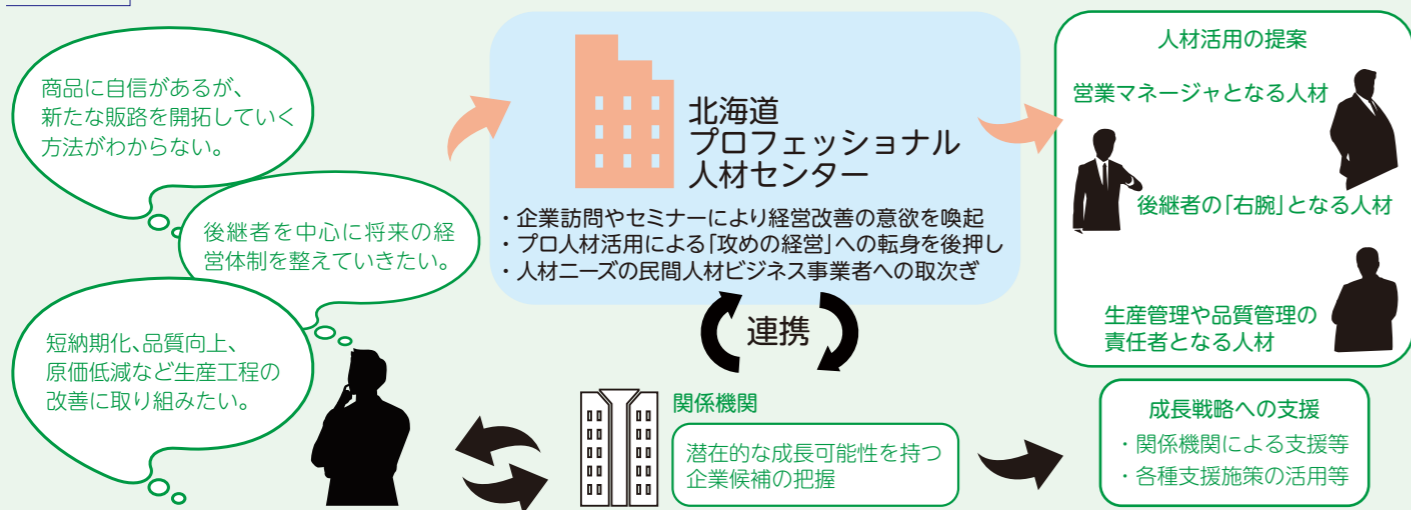 商品に自信があるが、
新たな販路を開拓していく
方法がわからない。
後継者を中心に将来の経
営体制を整えていきたい。
短納期化、品質向上、
原価低減など生産工程の
改善に取り組みたい。
北海道
プロフェッショナル
人材センター
・企業訪問やセミナーにより経営改善の意欲を喚起
・プロ人材活用による「攻めの経営」への転身を後押し
・人材ニーズの民間人材ビジネス事業者への取次ぎ
連携
関係機関
潜在的な成長可能性を持つ
企業候補の把握
人材活用の提案
営業マネージャとなる人材
後継者の「右腕」となる人材
生産管理や品質管理の
責任者となる人材
成長戦略への支援
・関係機関による支援等
・各種支援施策の活用等